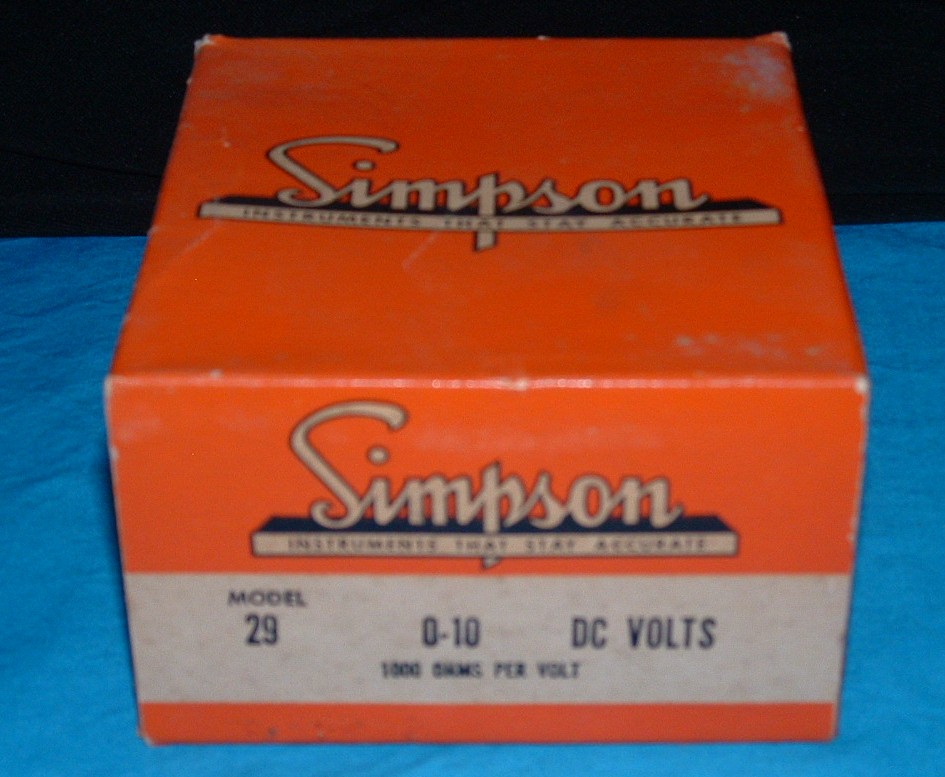 Simpson
INSTRUMENTS THAT STAY ACCURATE
Simpson
INSTRUMENTS THAT STAY ACCURATE
MODEL
29 0-10 DC VOLTS
1000 OHMS PER VOLT